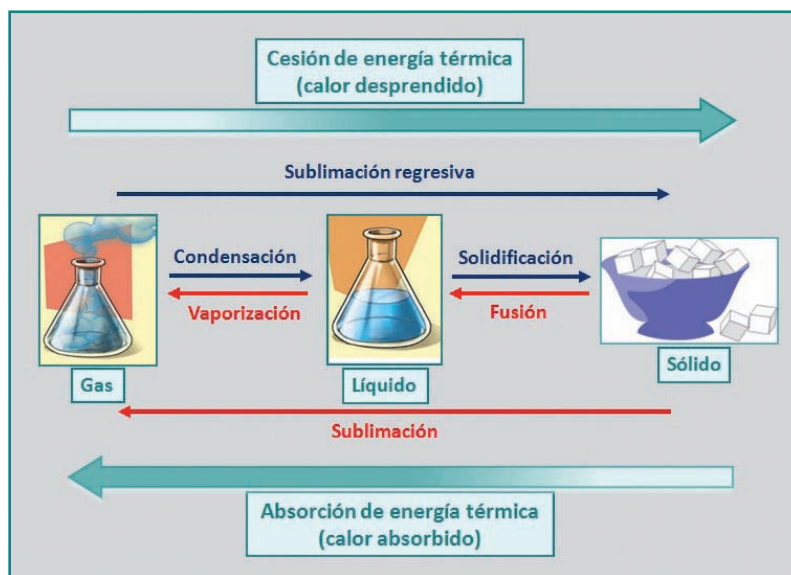 Cesión de energía térmica
(calor desprendido)
Sublimación regresiva
Condensación
Solidificación
Vaporización
Fusión
Gas
Líquido
Sólido
Sublimación
Absorción de energía térmica
(calor absorbido)